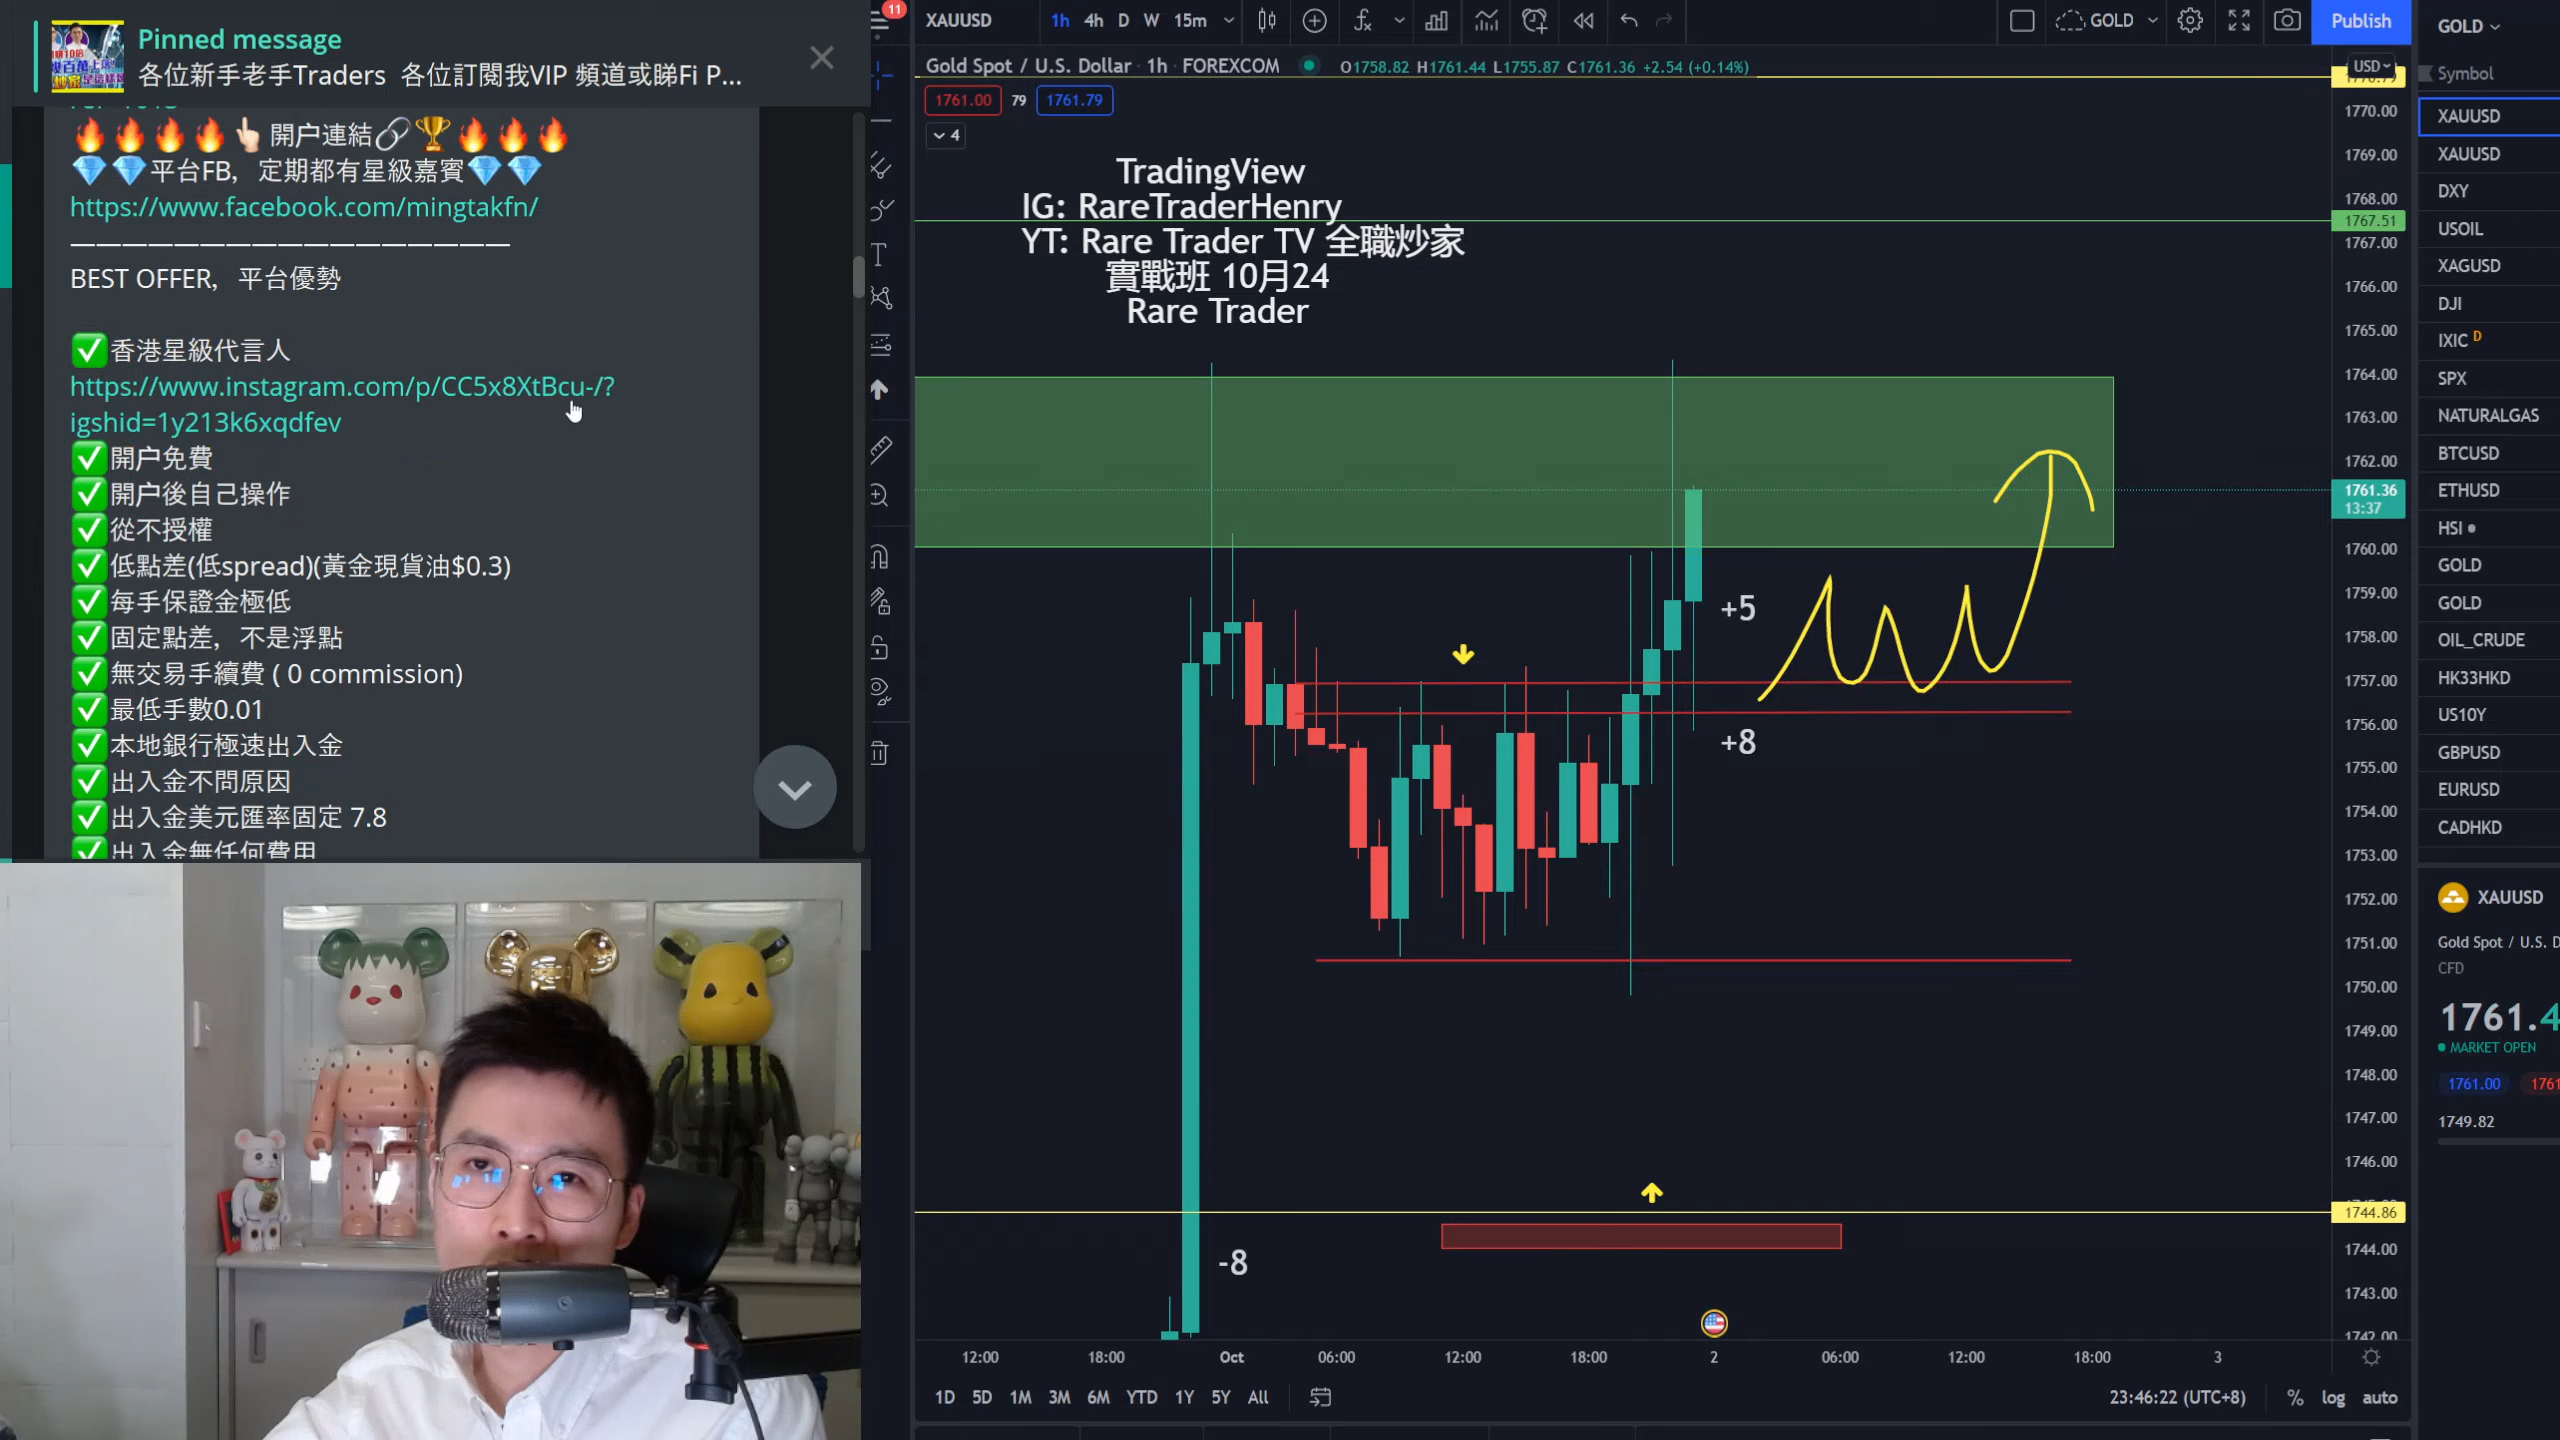 Pinned message
各位新手老手Traders 各位訂閱我VIP 頻道或睇Fi P...
開户連結
平台FB，定期都有星級嘉賓
https://www.facebook.com/mingtakfn/
—————————————————
BEST OFFER，平台優勢
香港星級代言人
https://www.instagram.com/p/CC5x8XtBcu-/?
igshid=1y213k6xqdfev
開户免費
開户後自己操作
從不授權
低點差(低spread)(黃金現貨油$0.3)
每手保證金極低
固定點差，不是浮點
無交易手續費 ( 0 commission)
最低手數0.01
本地銀行極速出入金
出入金不問原因
出入金美元匯率固定 7.8
出入金無任何費用
11
XAUUSD 1h 4h D W 15m GOLD Publish
Gold Spot / U.S. Dollar · 1h · FOREXCOM O1758.82 H1761.44 L1755.87 C1761.36 +2.54 (+0.14%)
1761.00 79 1761.79
4
TradingView
IG: RareTraderHenry
YT: Rare Trader TV 全職炒家
實戰班 10月24
Rare Trader
+5
+8
-8
USD
1770.00
1769.00
1768.00
1767.51
1767.00
1766.00
1765.00
1764.00
1763.00
1762.00
1761.36
13:37
1760.00
1759.00
1758.00
1757.00
1756.00
1755.00
1754.00
1753.00
1752.00
1751.00
1750.00
1749.00
1748.00
1747.00
1746.00
1744.86
1744.00
1743.00
1742.00
12:00 18:00 Oct 06:00 12:00 18:00 2 06:00 12:00 18:00 3
1D 5D 1M 3M 6M YTD 1Y 5Y All
23:46:22 (UTC+8) % log auto
GOLD
Symbol
XAUUSD
XAUUSD
DXY
USOIL
XAGUSD
DJI
IXIC D
SPX
NATURALGAS
BTCUSD
ETHUSD
HSI
GOLD
GOLD
OIL_CRUDE
HK33HKD
US10Y
GBPUSD
EURUSD
CADHKD
XAUUSD
Gold Spot / U.S. D
CFD
1761.4
MARKET OPEN
1761.00 1761
1749.82